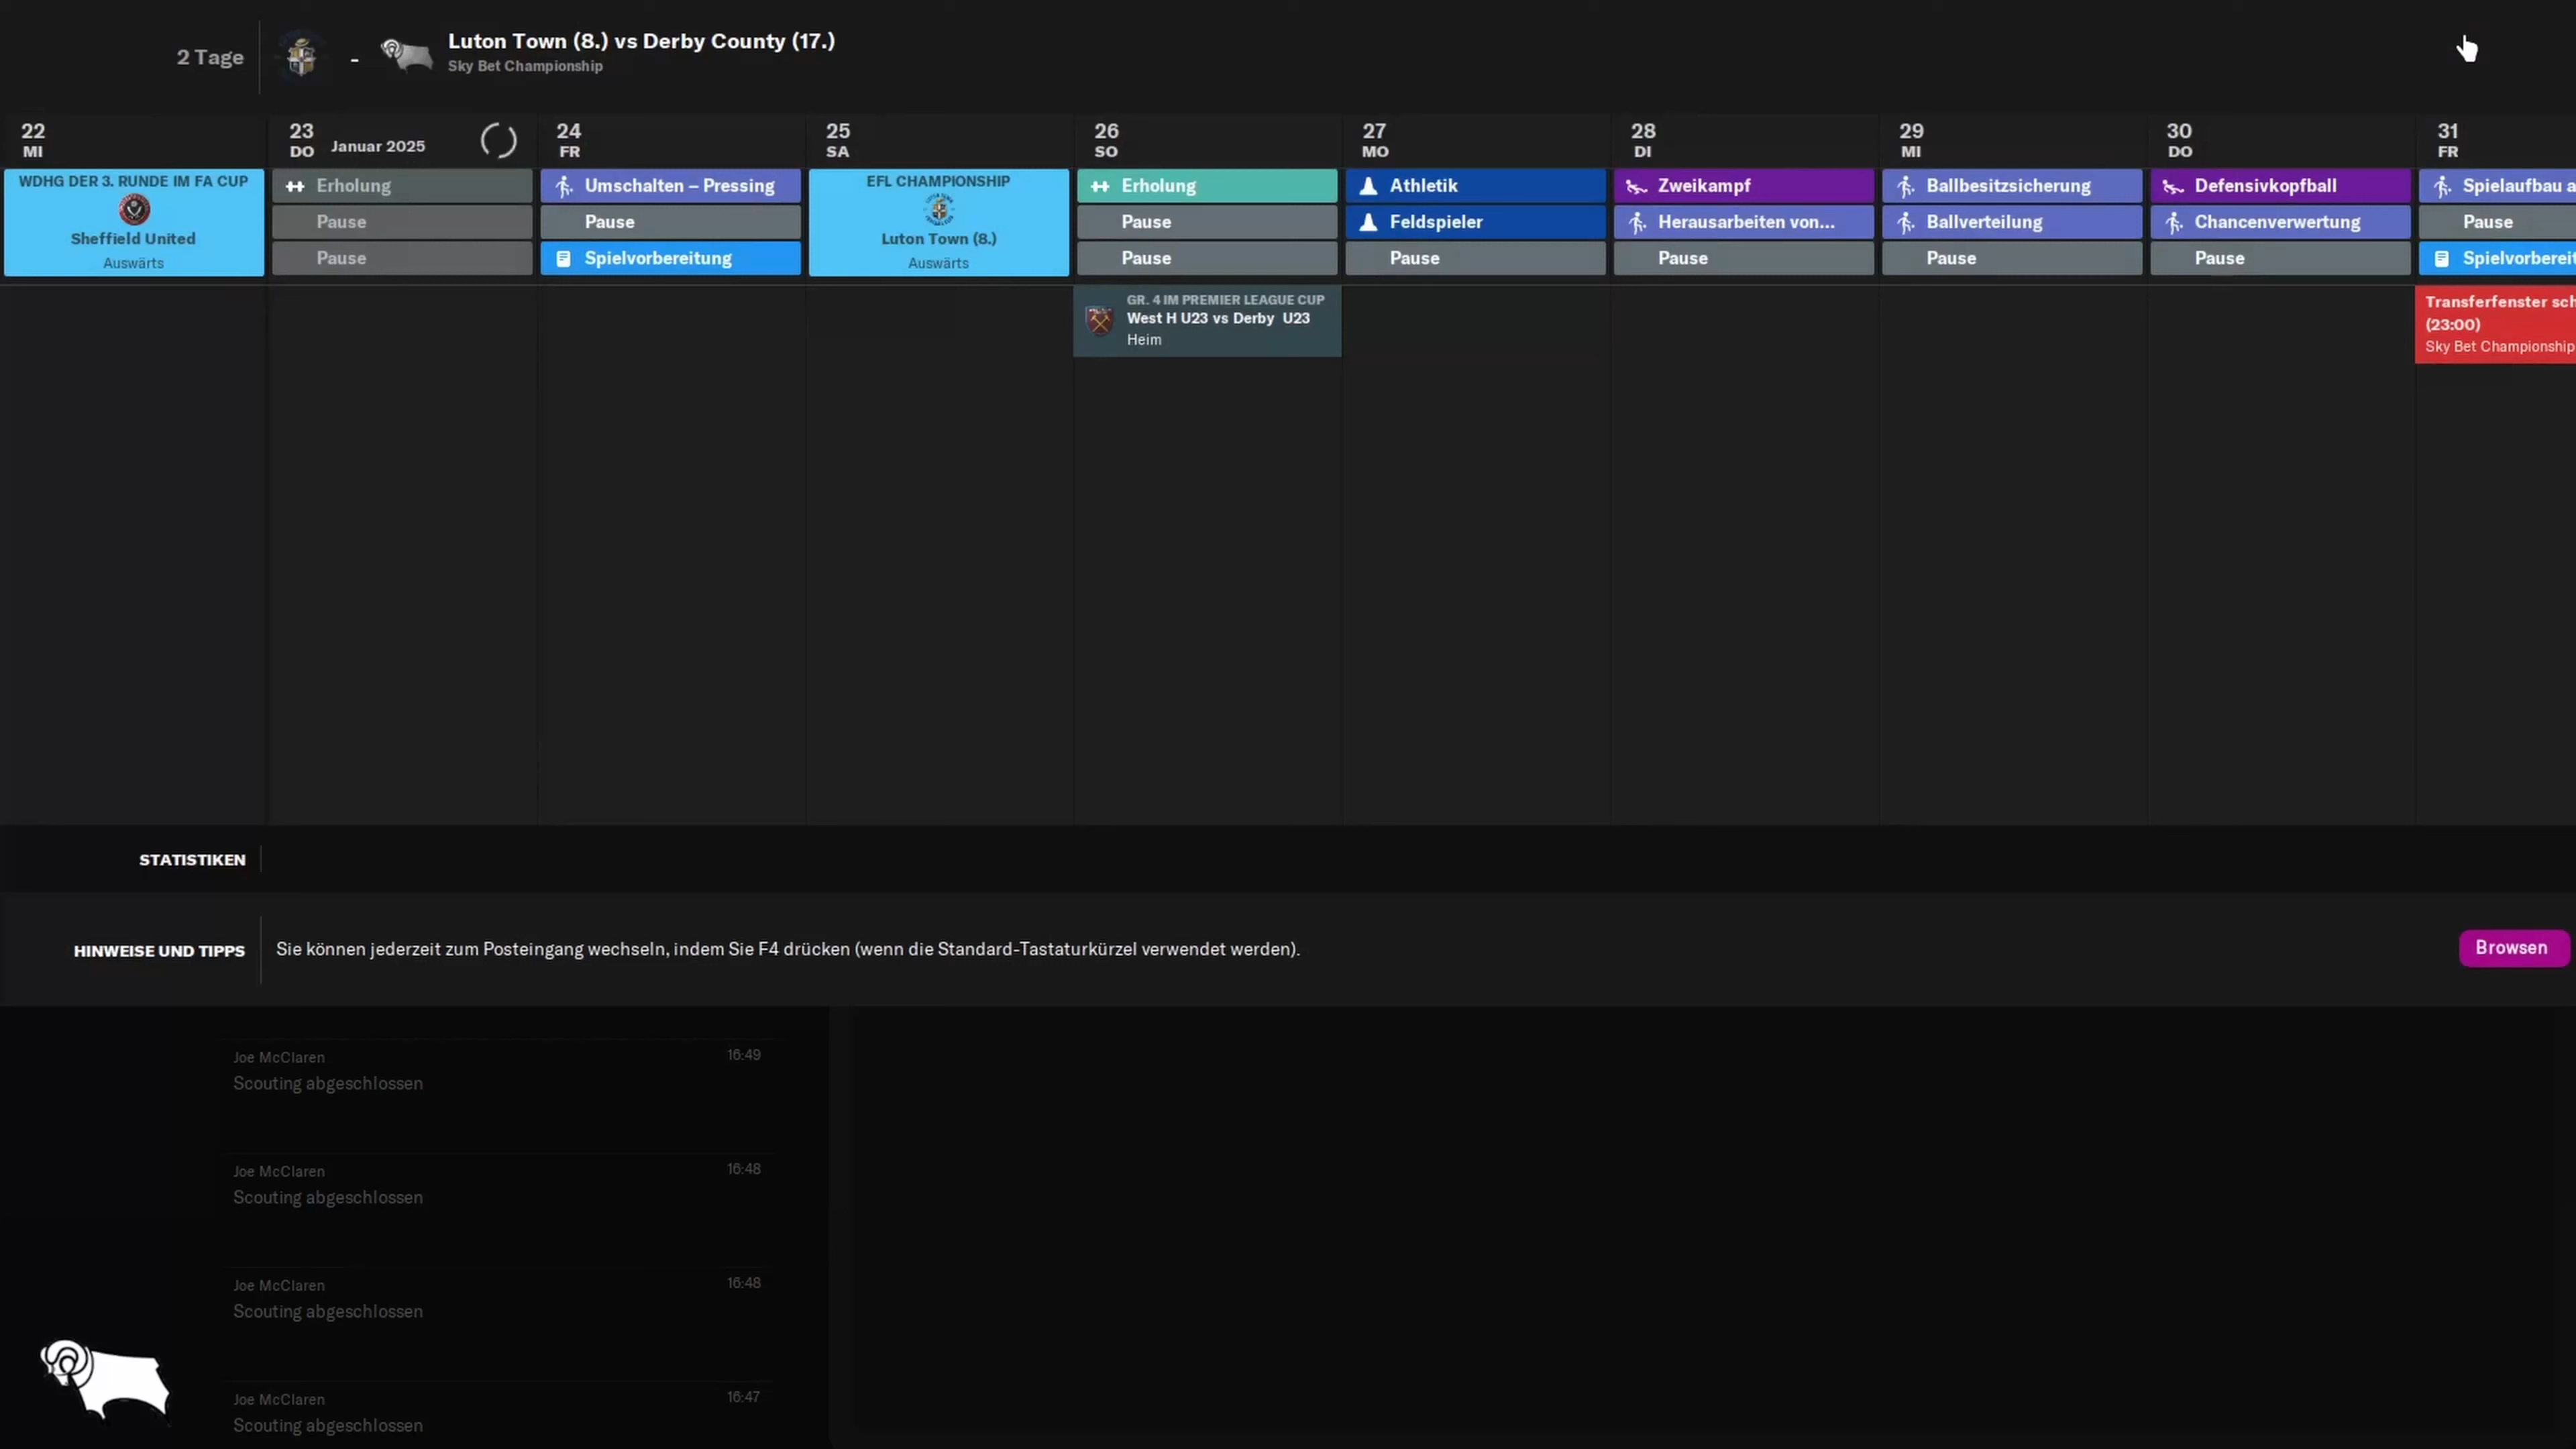 2 Tage
Luton Town (8.) vs Derby County (17.)
Sky Bet Championship
22
MI
23
DO Januar 2025
24
FR
25
SA
26
SO
27
MO
28
DI
29
MI
30
DO
31
FR
WDHG DER 3. RUNDE IM FA CUP
Sheffield United
Auswärts
Erholung
Pause
Pause
Umschalten – Pressing
Pause
Spielvorbereitung
EFL CHAMPIONSHIP
Luton Town (8.)
Auswärts
Erholung
Pause
Pause
GR. 4 IM PREMIER LEAGUE CUP
West H U23 vs Derby U23
Heim
Athletik
Feldspieler
Pause
Zweikampf
Herausarbeiten von...
Pause
Ballbesitzsicherung
Ballverteilung
Pause
Defensivkopfball
Chancenverwertung
Pause
Spielaufbau a
Pause
Spielvorbereit
Transferfenster sch
(23:00)
Sky Bet Championship
STATISTIKEN
HINWEISE UND TIPPS
Sie können jederzeit zum Posteingang wechseln, indem Sie F4 drücken (wenn die Standard-Tastaturkürzel verwendet werden).
Browsen
Joe McClaren 16:49
Scouting abgeschlossen
Joe McClaren 16:48
Scouting abgeschlossen
Joe McClaren 16:48
Scouting abgeschlossen
Joe McClaren 16:47
Scouting abgeschlossen